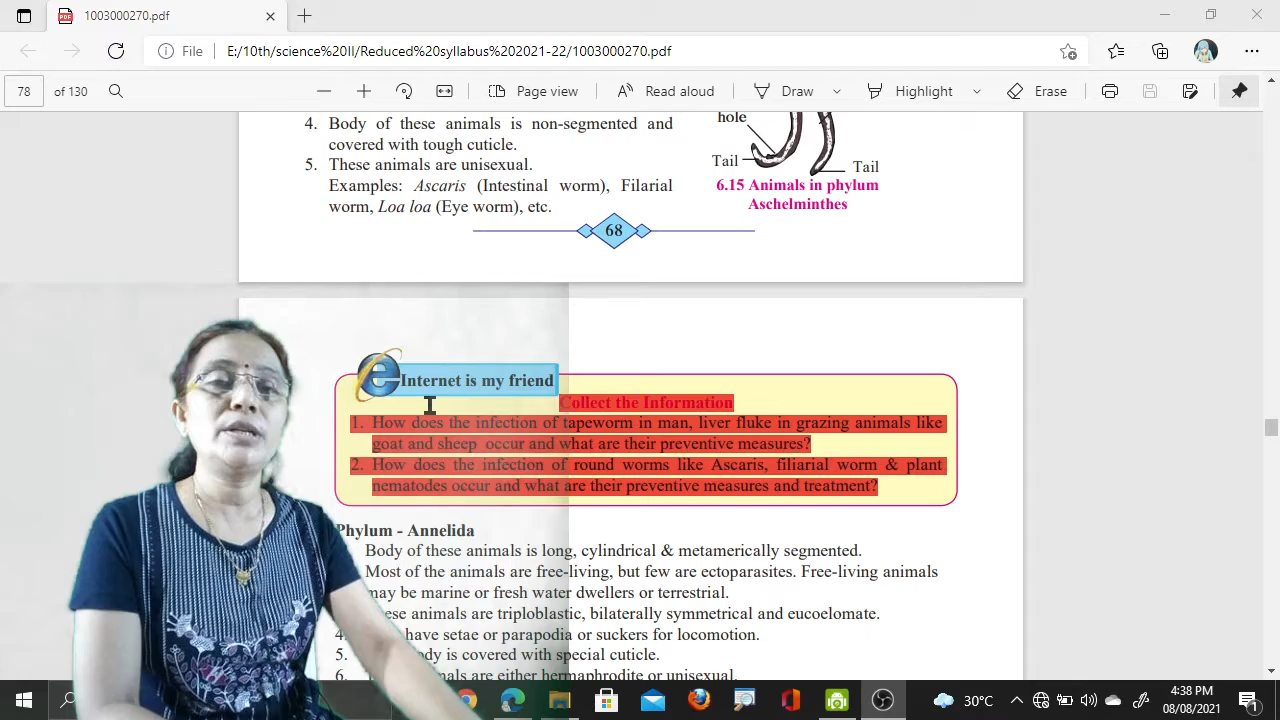 1003000270.pdf
File
E:/10th/science%20II/Reduced%20syllabus%202021-22/1003000270.pdf
78 of 130
Page view
Read aloud
Draw
Highlight
Erase
4. Body of these animals is non-segmented and
covered with tough cuticle.
5. These animals are unisexual.
Examples: Ascaris (Intestinal worm), Filarial
worm, Loa loa (Eye worm), etc.
hole
Tail
Tail
6.15 Animals in phylum
Aschelminthes
68
Internet is my friend
Collect the Information
1. How does the infection of tapeworm in man, liver fluke in grazing animals like
goat and sheep occur and what are their preventive measures?
2. How does the infection of round worms like Ascaris, filiarial worm & plant
nematodes occur and what are their preventive measures and treatment?
Phylum - Annelida
Body of these animals is long, cylindrical & metamerically segmented.
Most of the animals are free-living, but few are ectoparasites. Free-living animals
may be marine or fresh water dwellers or terrestrial.
animals are triploblastic, bilaterally symmetrical and eucoelomate.
4. have setae or parapodia or suckers for locomotion.
5. body is covered with special cuticle.
6. are either hermaphrodite or unisexual.
30°C
4:38 PM
08/08/2021
1